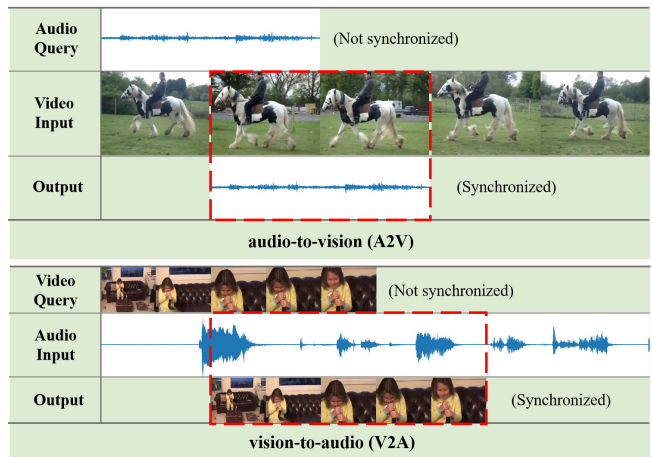 Audio
Query
(Not synchronized)
Video
Input
Output
(Synchronized)
audio-to-vision (A2V)
Video
Query
(Not synchronized)
Audio
Input
Output
(Synchronized)
vision-to-audio (V2A)